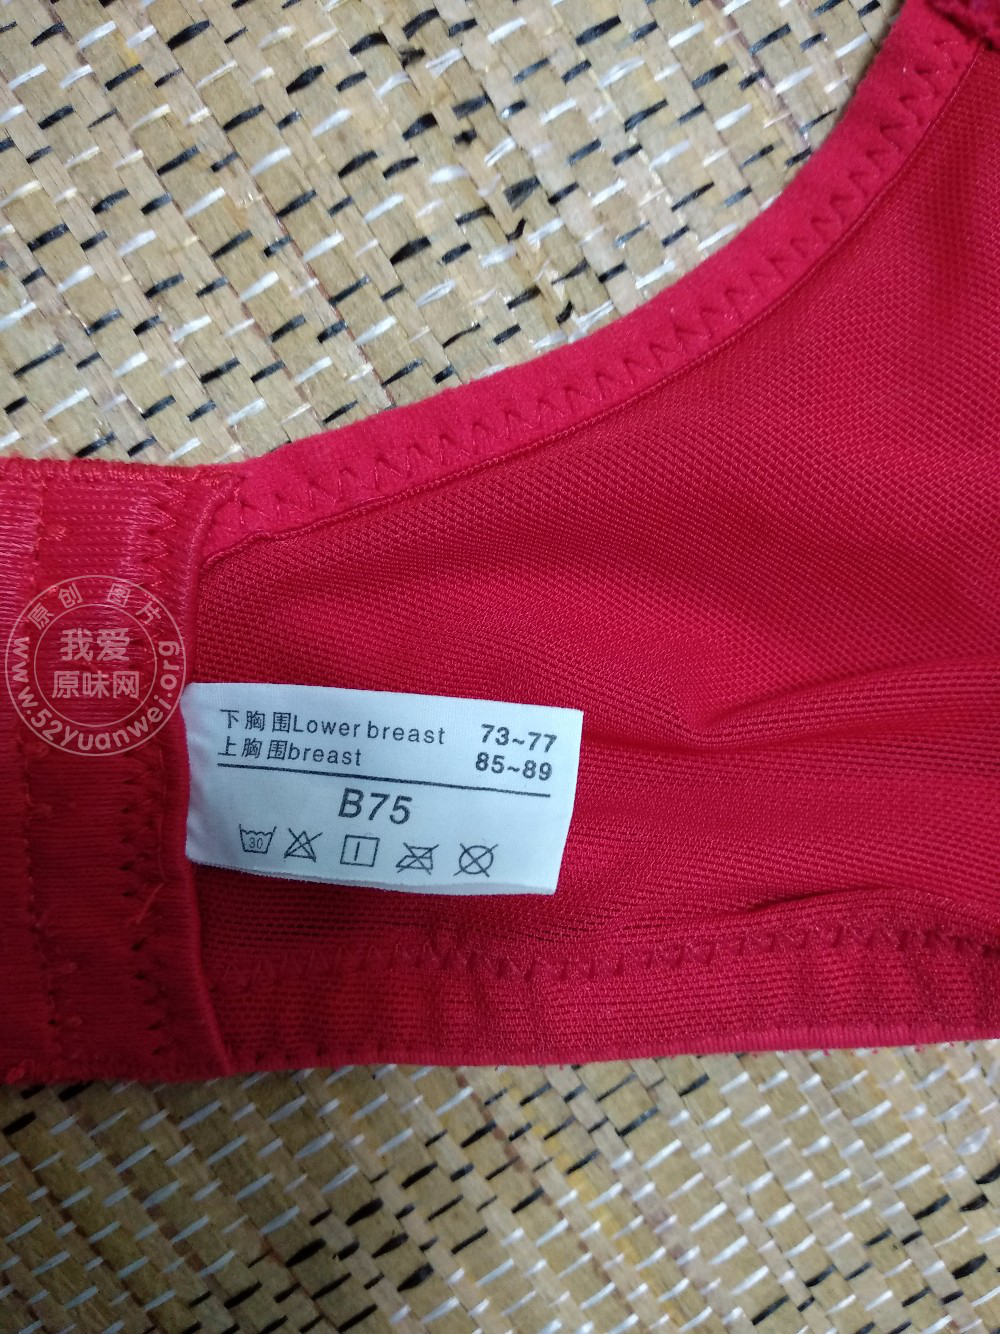 原创图片
我爱
原味网
www.52yuanwei.org
下胸围Lower breast 73~77
上胸围breast 85~89
B75
30